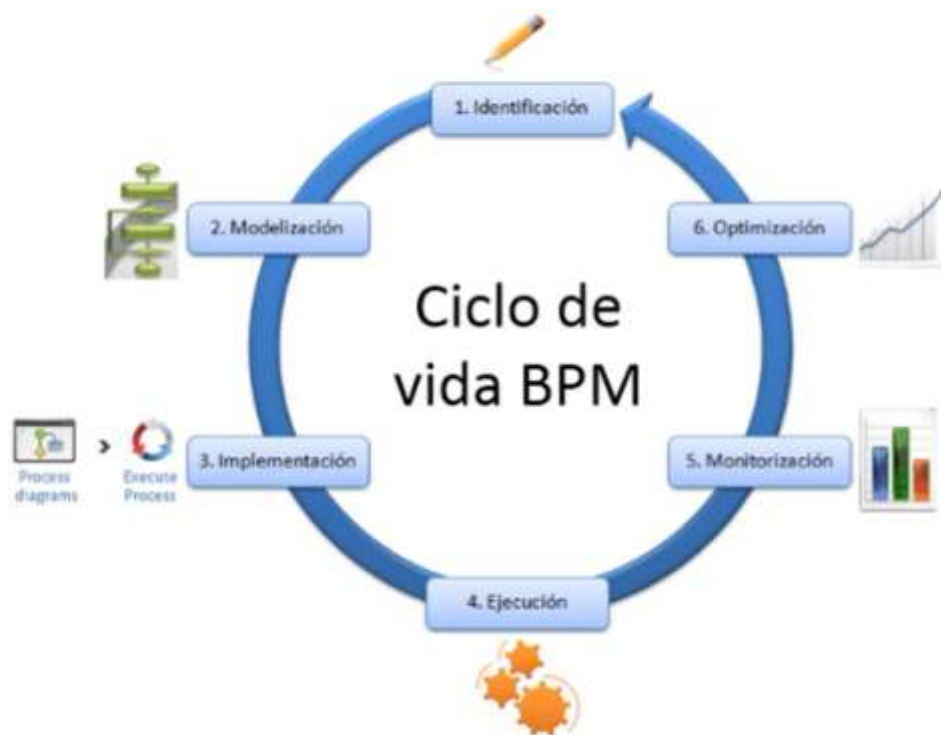 1. Identificación
2. Modelización
6. Optimización
Ciclo de
vida BPM
Process
diagrams
Execute
Process
3. Implementación
5. Monitorización
4. Ejecución